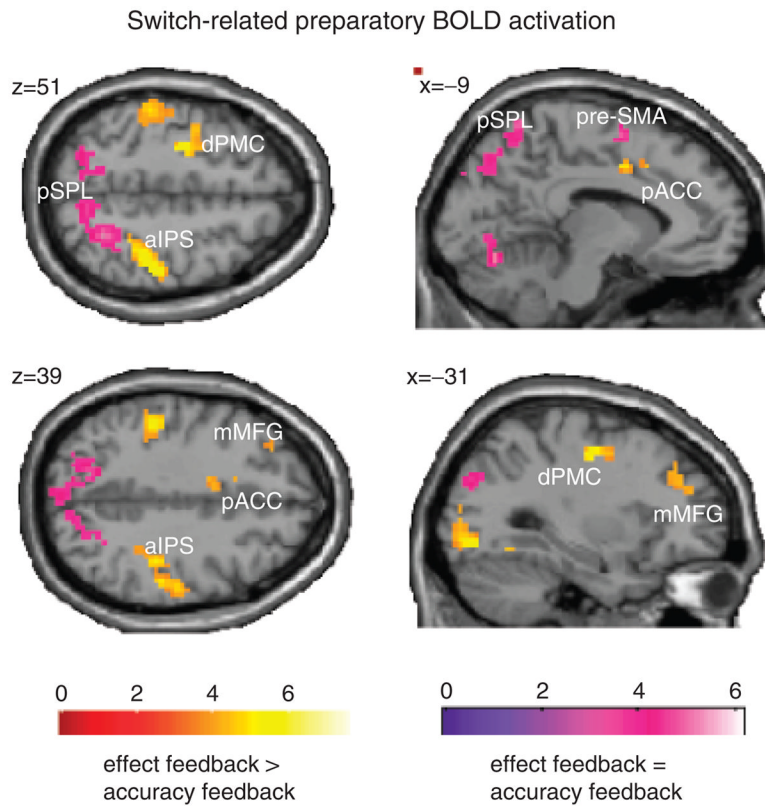 Switch-related preparatory BOLD activation
z=51
dPMC
pSPL
aIPS
x=–9
pSPL
pre-SMA
pACC
z=39
mMFG
pACC
aIPS
x=–31
dPMC
mMFG
0 2 4 6
effect feedback >
accuracy feedback
0 2 4 6
effect feedback =
accuracy feedback